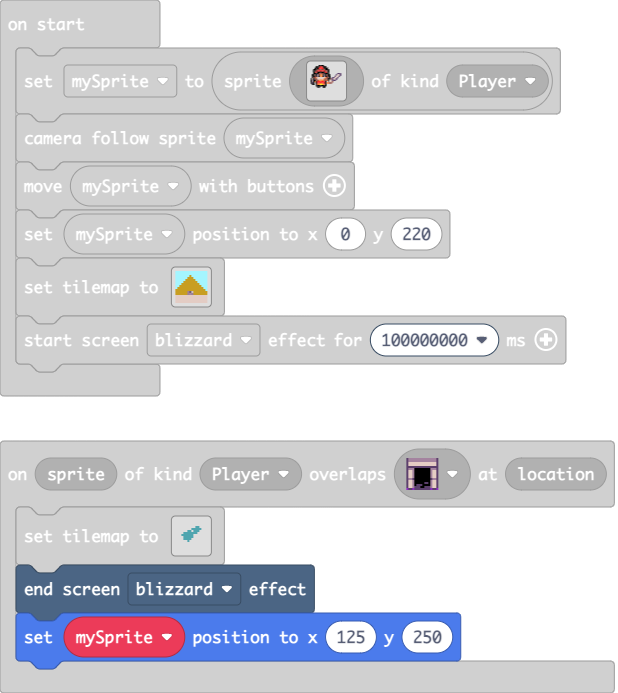 on start
set mySprite to sprite of kind Player
camera follow sprite mySprite
move mySprite with buttons
set mySprite position to x 0 y 220
set tilemap to
start screen blizzard effect for 100000000 ms
on sprite of kind Player overlaps at location
set tilemap to
end screen blizzard effect
set mySprite position to x 125 y 250